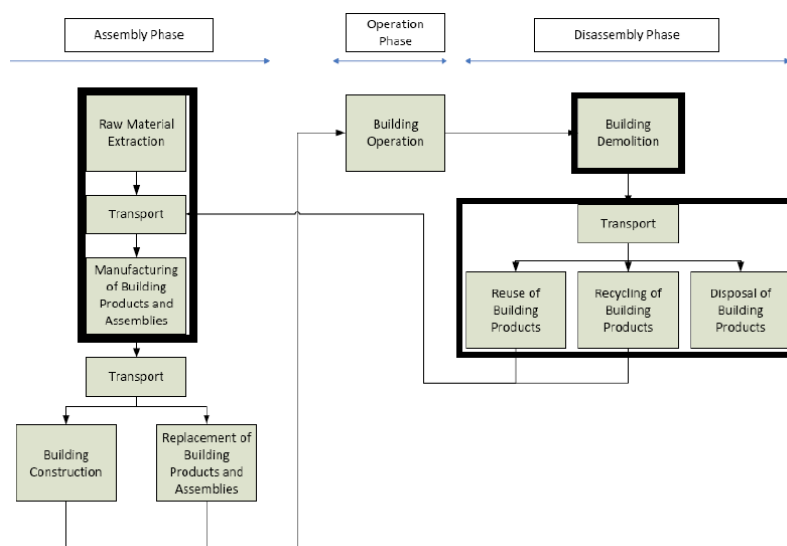 Assembly Phase
Operation
Phase
Disassembly Phase
Raw Material
Extraction
Transport
Manufacturing
of Building
Products and
Assemblies
Transport
Building
Construction
Replacement of
Building
Products and
Assemblies
Building
Operation
Building
Demolition
Transport
Reuse of
Building
Products
Recycling of
Building
Products
Disposal of
Building
Products